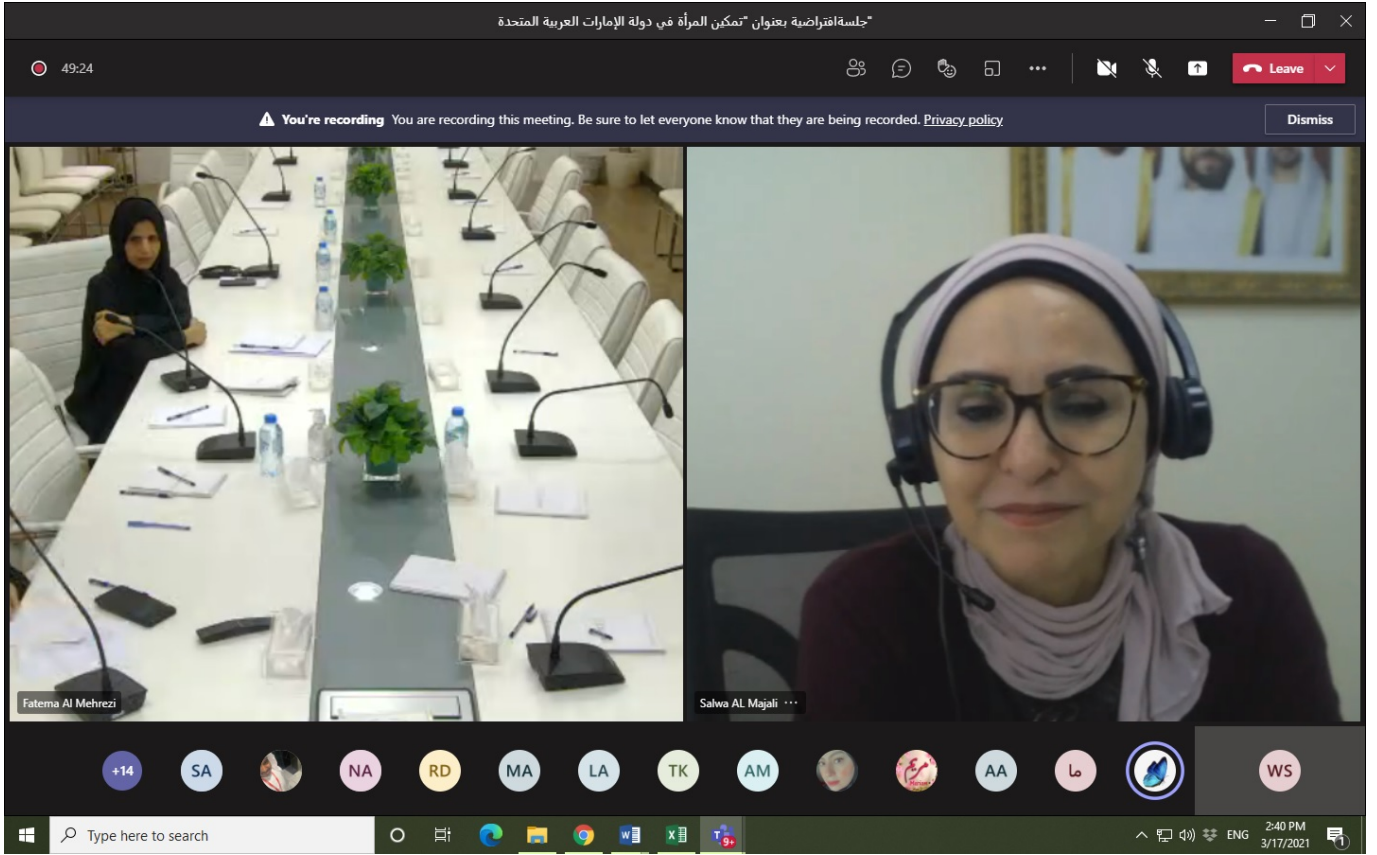 "جلسةافتراضية بعنوان "تمكين المرأة في دولة الإمارات العربية المتحدة
49:24
Leave
You're recording You are recording this meeting. Be sure to let everyone know that they are being recorded. Privacy policy
Dismiss
Fatema Al Mehrezi
Salwa AL Majali ...
+14
SA
NA
RD
MA
LA
TK
AM
مريم
AA
ما
WS
Type here to search
9+
ENG
2:40 PM
3/17/2021
1